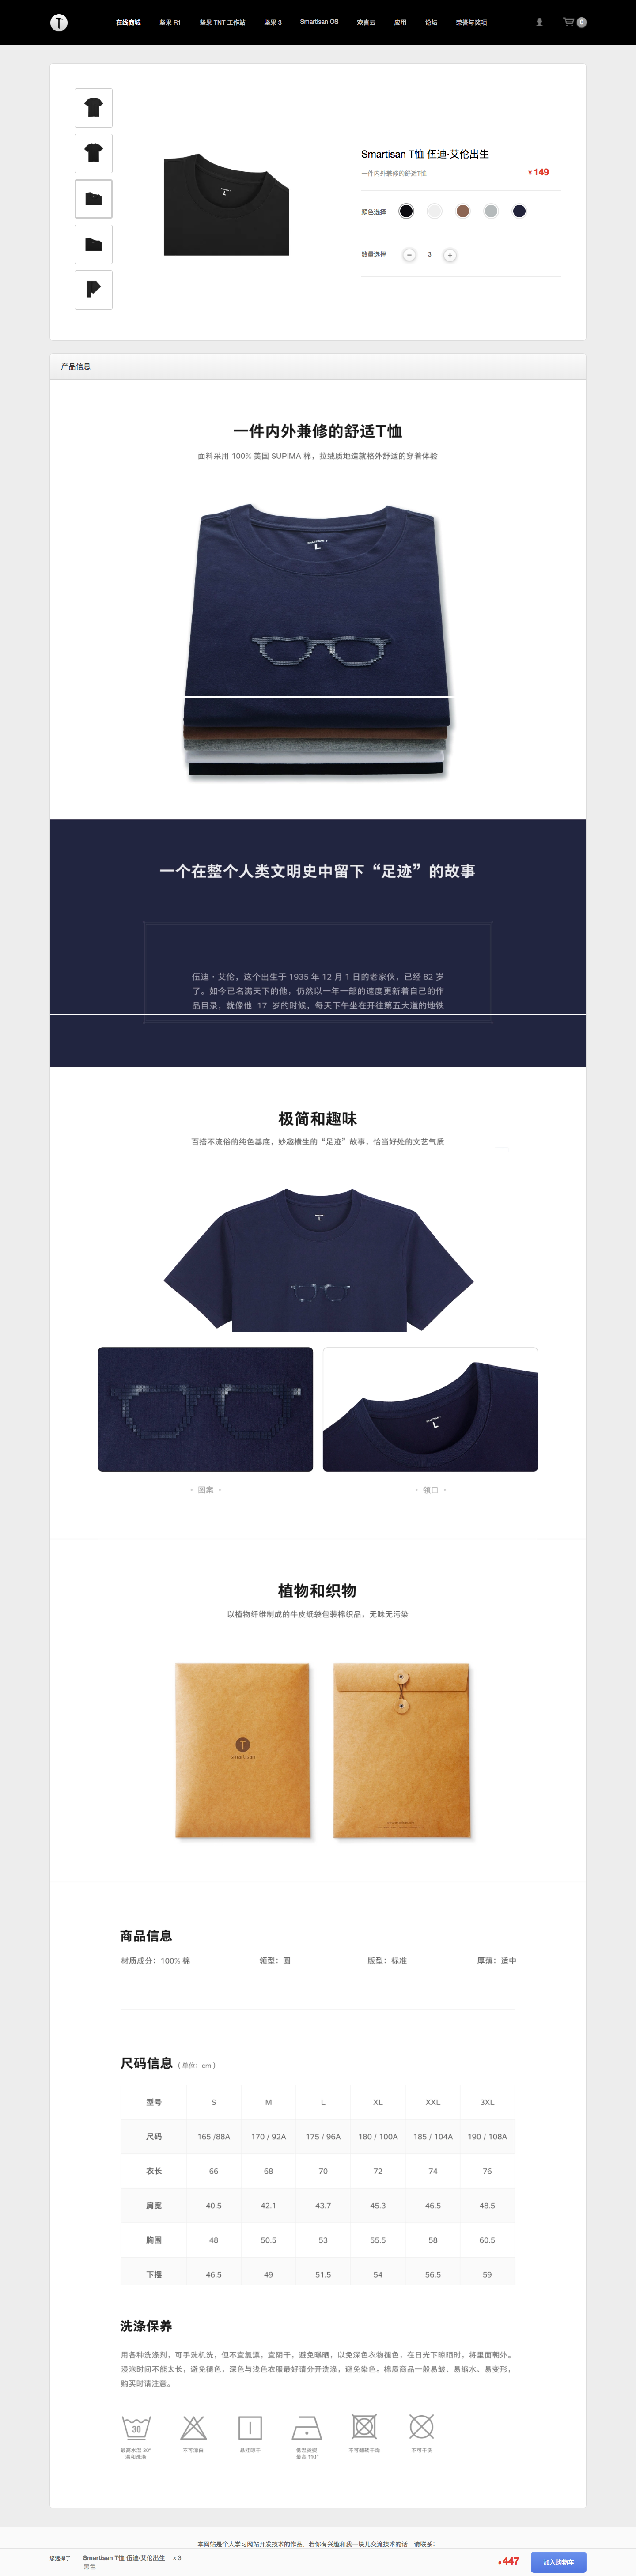 T
在线商城 坚果 R1 坚果 TNT 工作站 坚果 3 Smartisan OS 欢喜云 应用 论坛 荣誉与奖项
0
Smartisan T恤 伍迪·艾伦出生
一件内外兼修的舒适T恤
¥ 149
颜色选择
数量选择 − 3 +
产品信息
一件内外兼修的舒适T恤
面料采用 100% 美国 SUPIMA 棉，拉绒质地造就格外舒适的穿着体验
smartisan
L
一个在整个人类文明史中留下“足迹”的故事
伍迪 · 艾伦，这个出生于 1935 年 12 月 1 日的老家伙，已经 82 岁
了。如今已名满天下的他，仍然以一年一部的速度更新着自己的作
品目录，就像他 17 岁的时候，每天下午坐在开往第五大道的地铁
极简和趣味
百搭不流俗的纯色基底，妙趣横生的“足迹”故事，恰当好处的文艺气质
L
smartisan
L
· 图案 ·
· 领口 ·
植物和织物
以植物纤维制成的牛皮纸袋包装棉织品，无味无污染
T
smartisan
商品信息
材质成分：100% 棉 领型：圆 版型：标准 厚薄：适中
尺码信息 （ 单位：cm ）
型号 S M L XL XXL 3XL
尺码 165 /88A 170 / 92A 175 / 96A 180 / 100A 185 / 104A 190 / 108A
衣长 66 68 70 72 74 76
肩宽 40.5 42.1 43.7 45.3 46.5 48.5
胸围 48 50.5 53 55.5 58 60.5
下摆 46.5 49 51.5 54 56.5 59
洗涤保养
用各种洗涤剂，可手洗机洗，但不宜氯漂，宜阴干，避免曝晒，以免深色衣物褪色，在日光下晾晒时，将里面朝外。
浸泡时间不能太长，避免褪色，深色与浅色衣服最好请分开洗涤，避免染色。棉质商品一般易皱、易缩水、易变形，
购买时请注意。
30
最高水温 30°
温和洗涤
不可漂白
悬挂晾干
低温烫熨
最高 110°
不可翻转干燥
不可干洗
本网站是个人学习网站开发技术的作品，若你有兴趣和我一块儿交流技术的话，请联系：
您选择了 Smartisan T恤 伍迪·艾伦出生 x 3
黑色
¥ 447
加入购物车